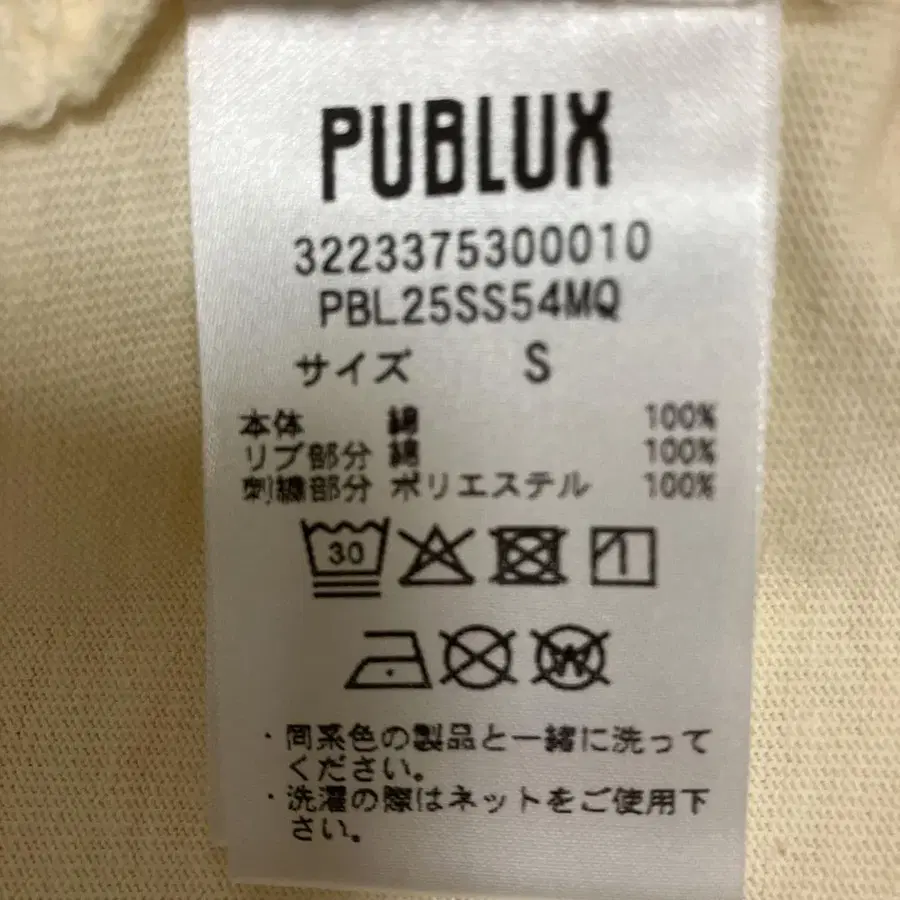 PUBLUX
3223375300010
PBL25SS54MQ
サイズ S
本体 綿 100%
リブ部分 綿 100%
刺繍部分 ポリエステル 100%
30
W
・同系色の製品と一緒に洗って
ください。
・洗濯の際はネットをご使用下
さい。